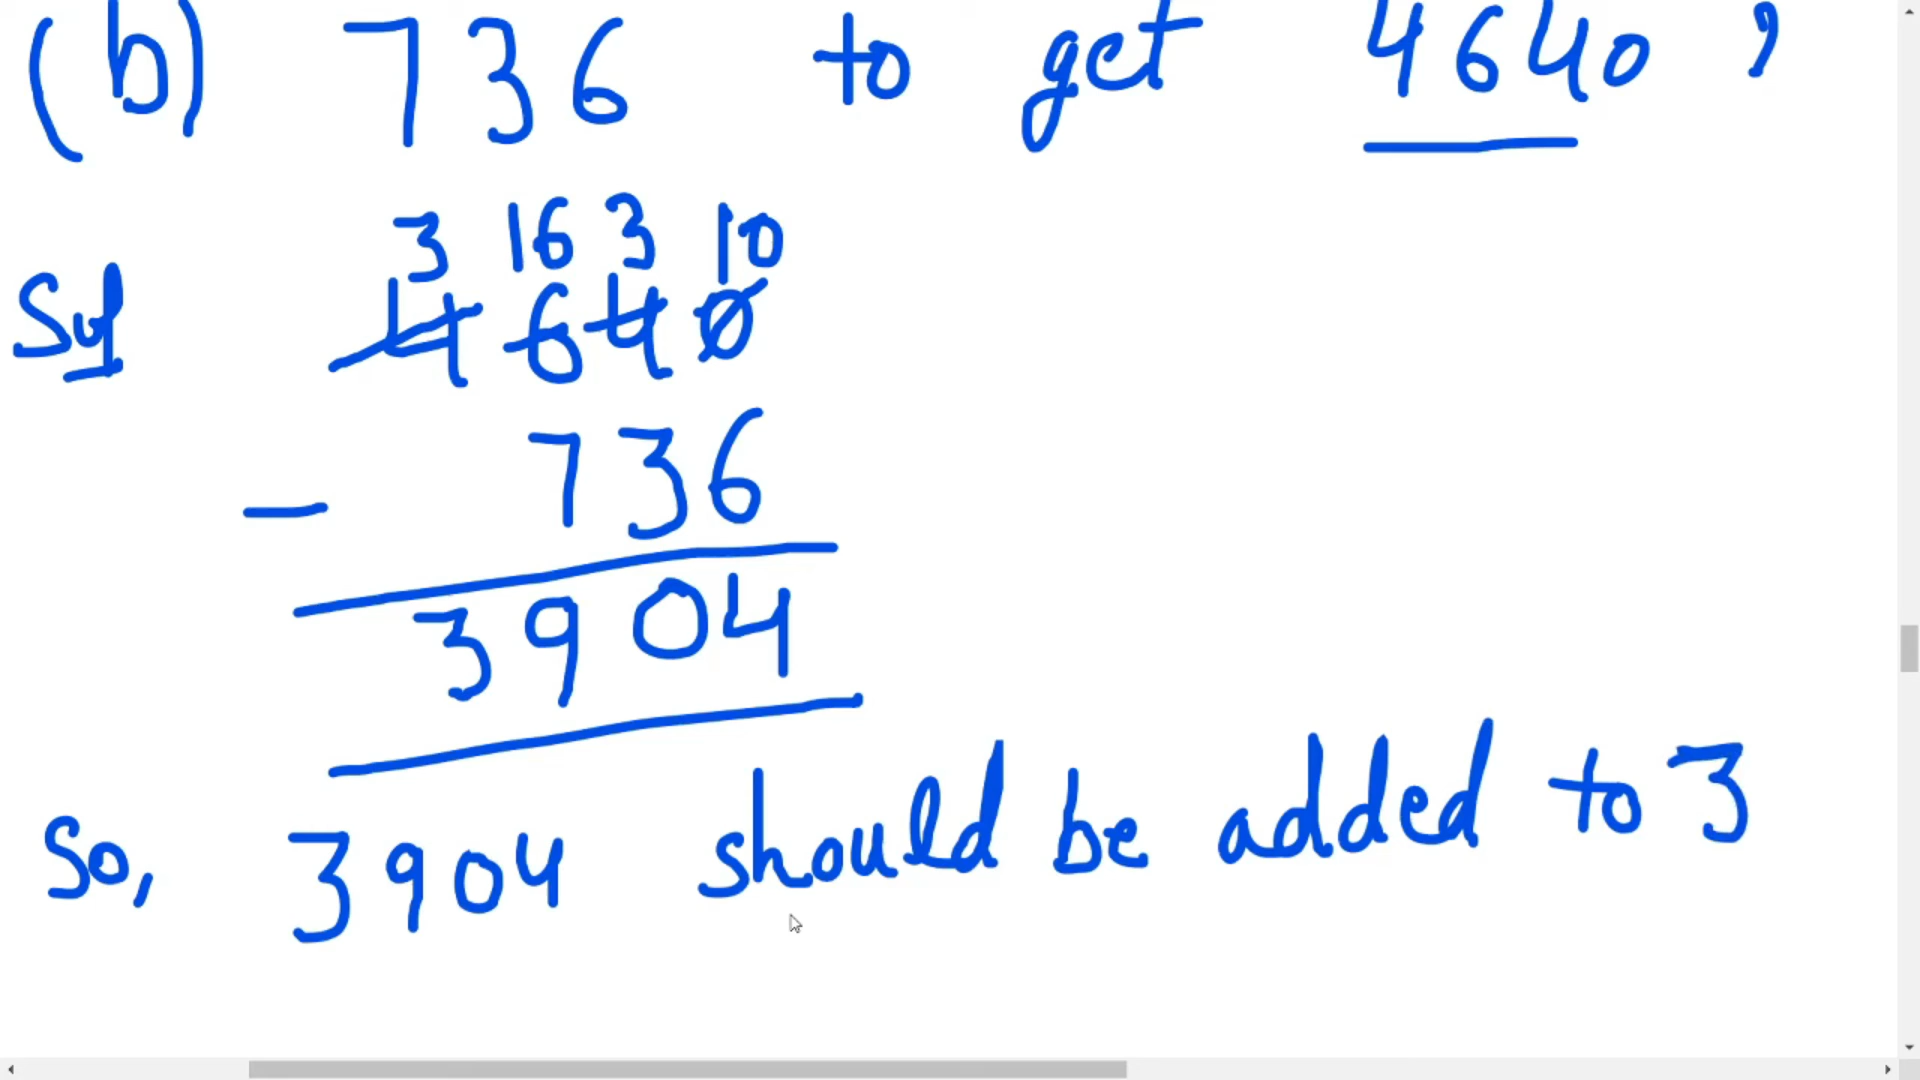 (b) 736 to get 4640 ?
3 16 3 10
Sol 4640
- 736
3904
So, 3904 should be added to 3